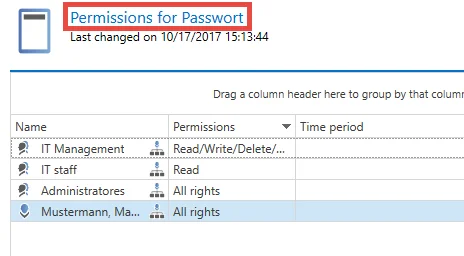 Permissions for Passwort
Last changed on 10/17/2017 15:13:44
Drag a column header here to group by that colum
Name Permissions Time period
IT Management Read/Write/Delete/...
IT staff Read
Administratores All rights
Mustermann, Ma... All rights